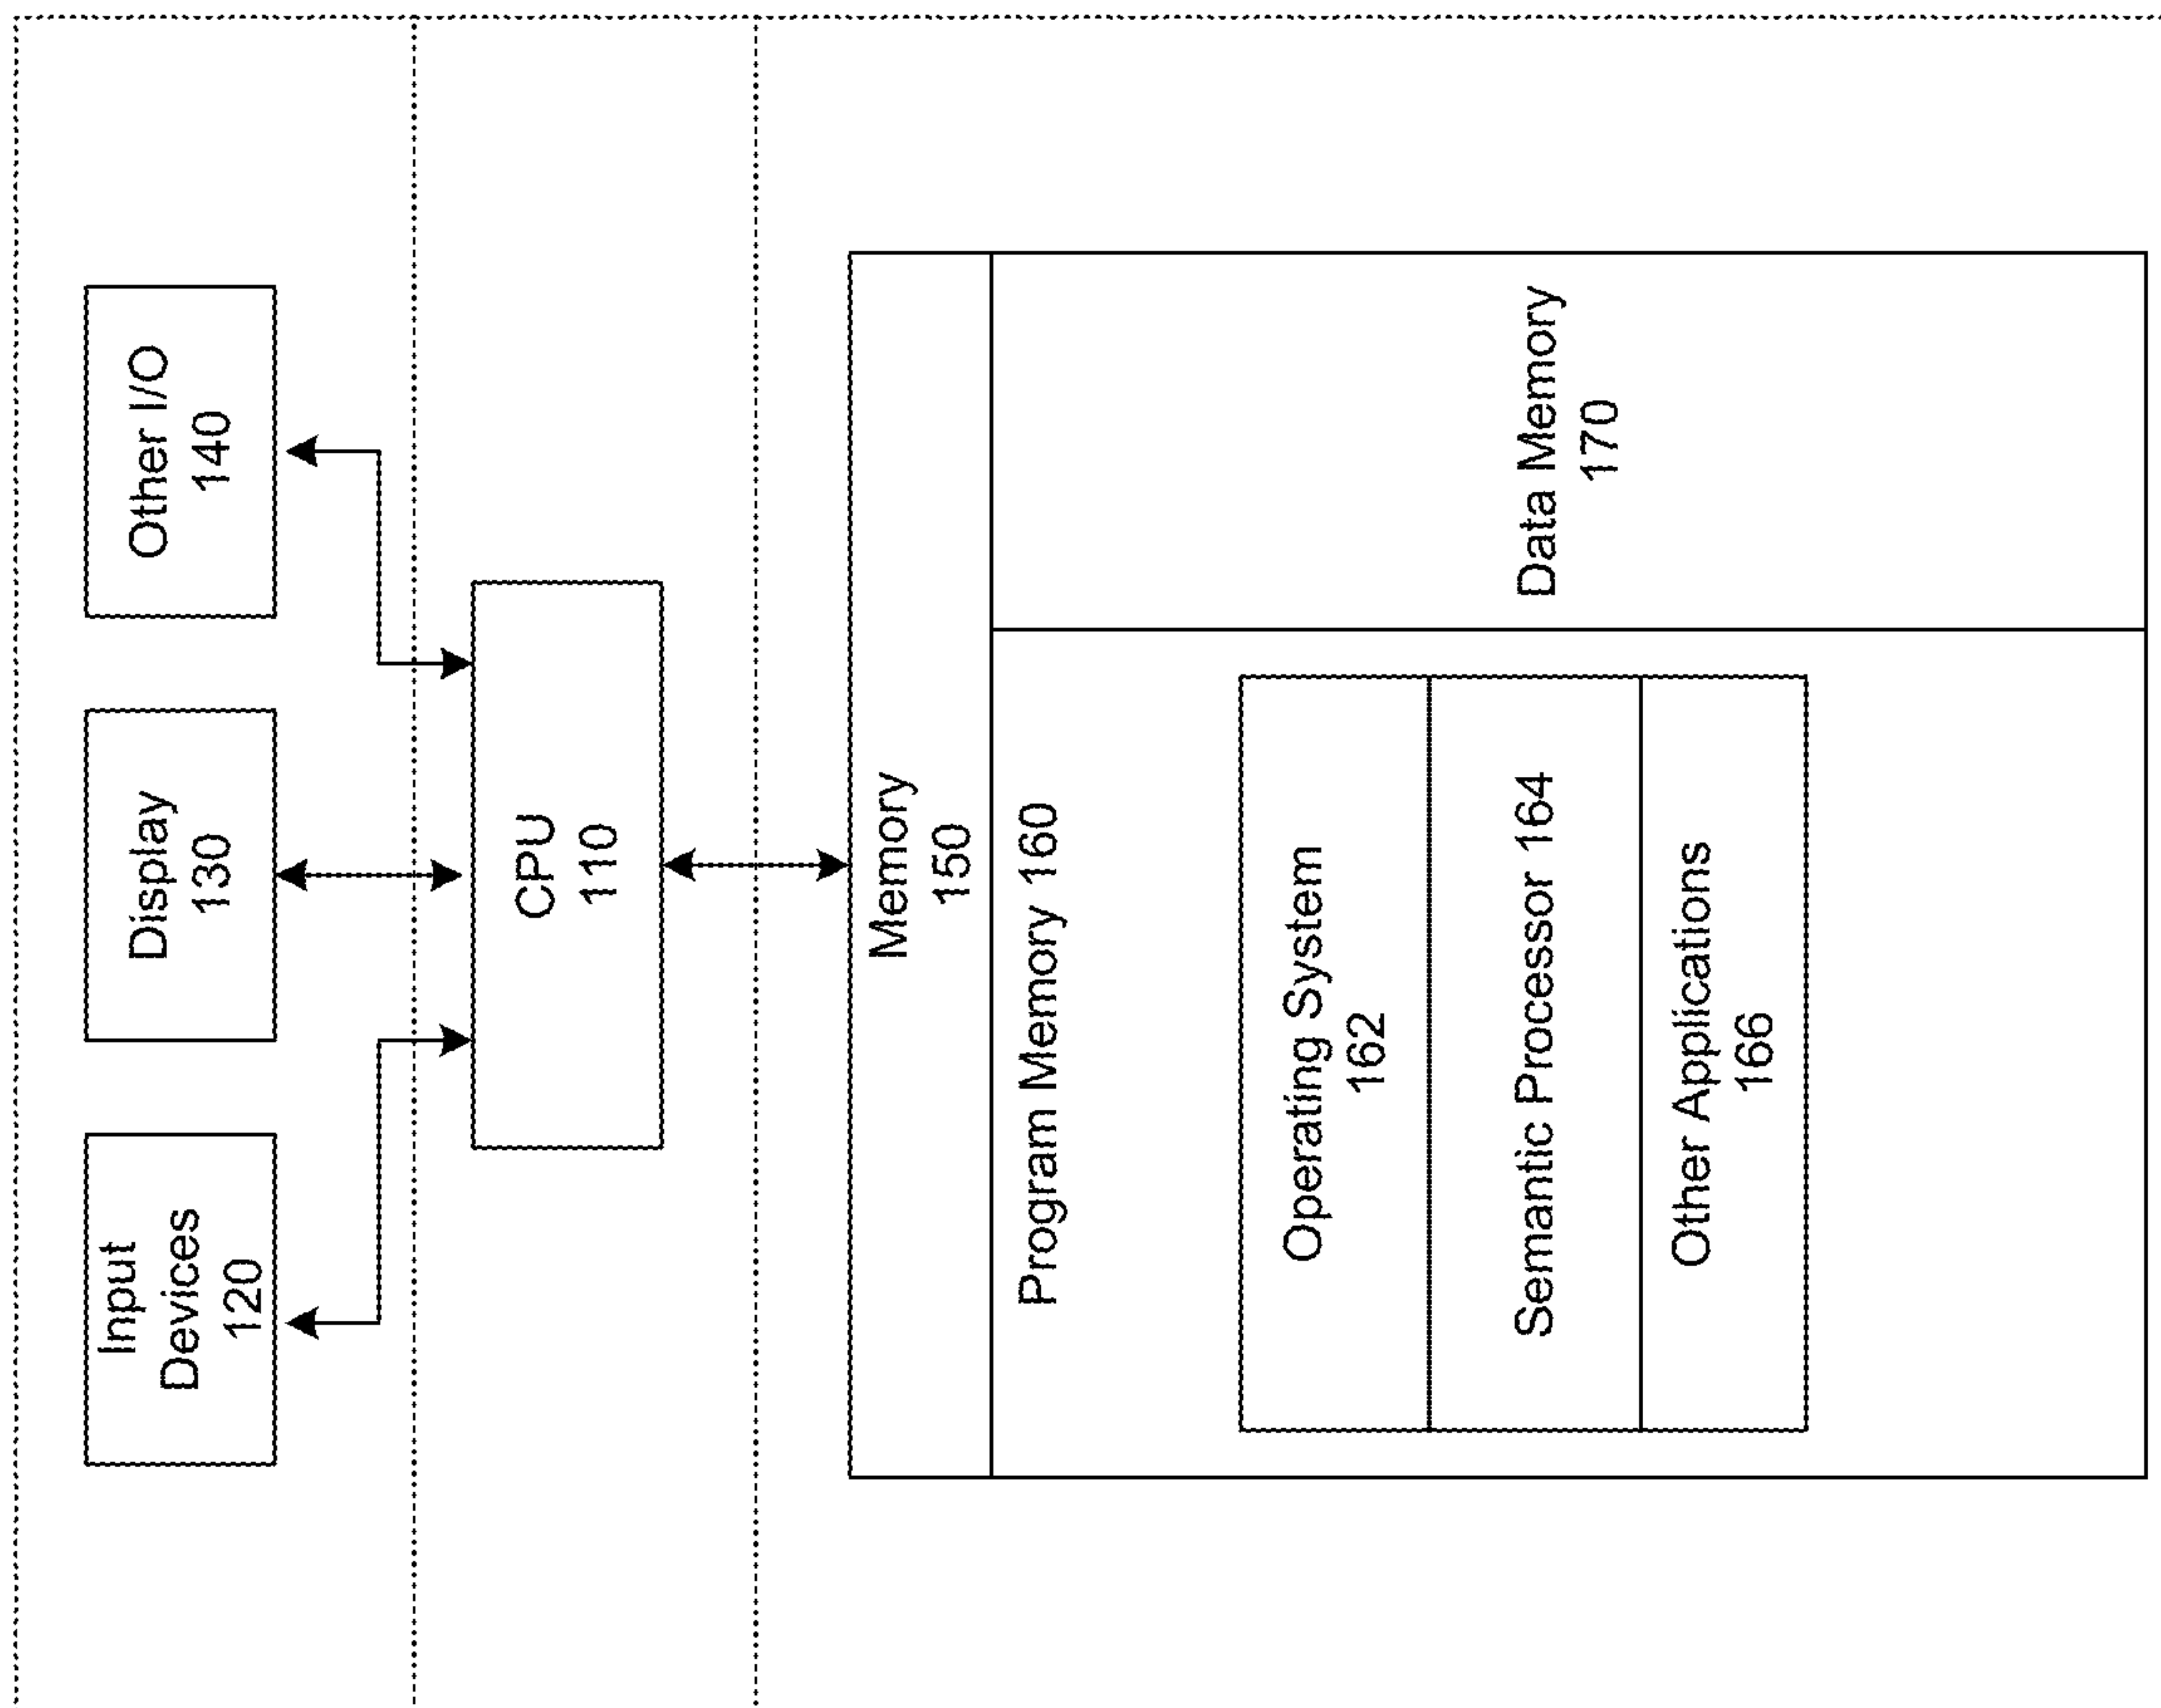 Input
Devices
120
Display
130
Other I/O
140
CPU
110
Memory
150
Program Memory 160
Operating System
162
Semantic Processor 164
Other Applications
166
Data Memory
170